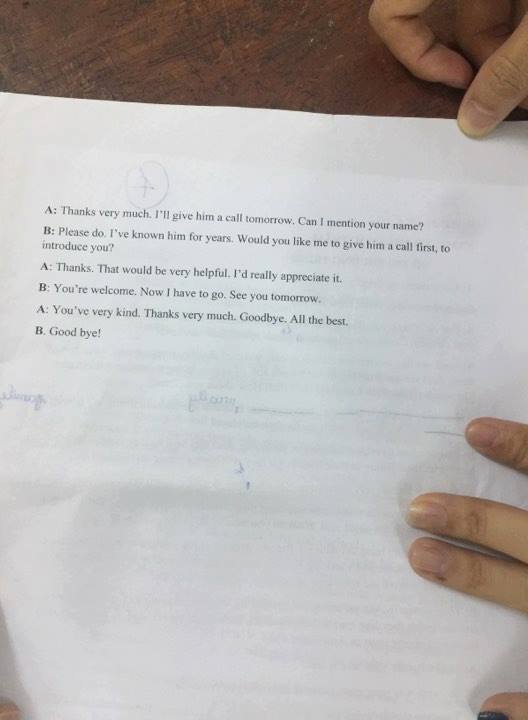 A: Thanks very much. I'll give him a call tomorrow. Can I mention your name?
B: Please do. I've known him for years. Would you like me to give him a call first, to
introduce you?
A: Thanks. That would be very helpful. I'd really appreciate it.
B: You're welcome. Now I have to go. See you tomorrow.
A: You've very kind. Thanks very much. Goodbye. All the best.
B. Good bye!